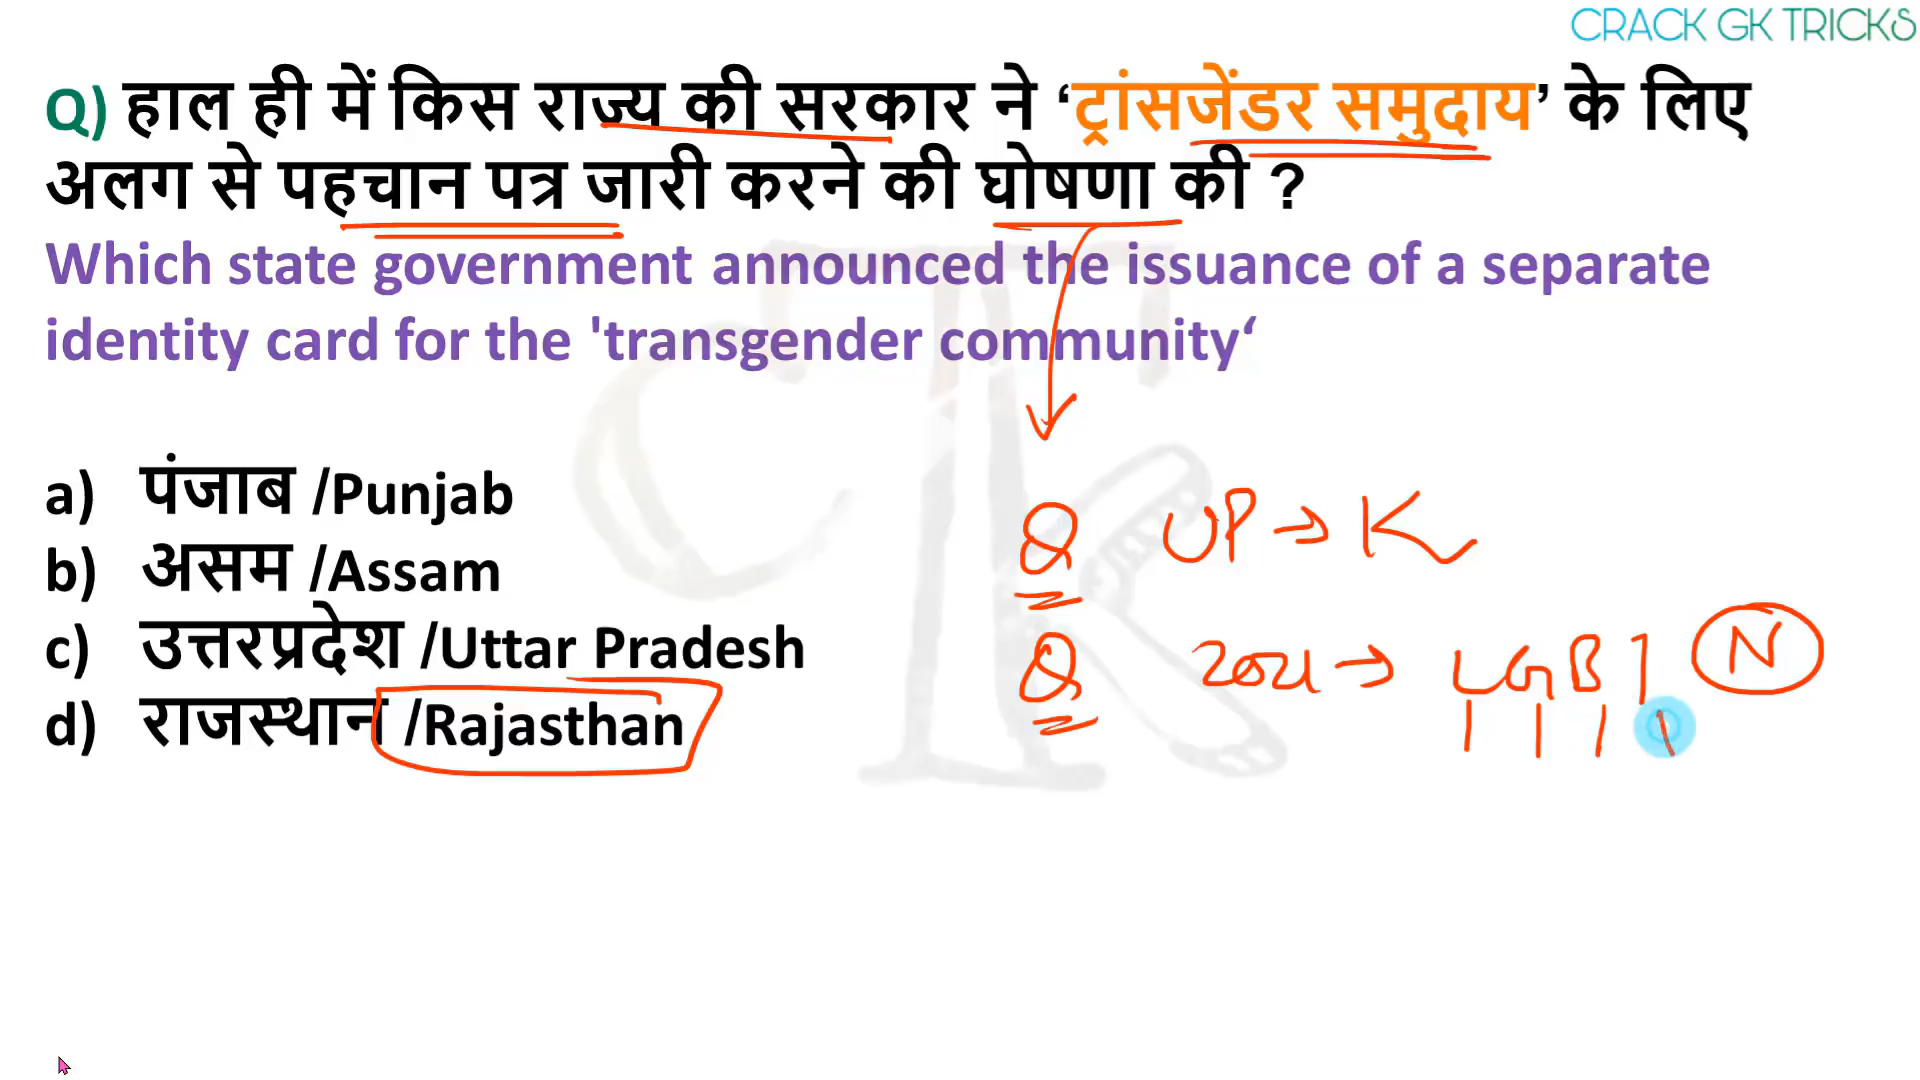 CRACK GK TRICKS
Q) हाल ही में किस राज्य की सरकार ने ‘ट्रांसजेंडर समुदाय’ के लिए
अलग से पहचान पत्र जारी करने की घोषणा की ?
Which state government announced the issuance of a separate
identity card for the 'transgender community‘
a) पंजाब /Punjab
b) असम /Assam
c) उत्तरप्रदेश /Uttar Pradesh
d) राजस्थान /Rajasthan
Q UP → K
Q 2021 → LGBT N